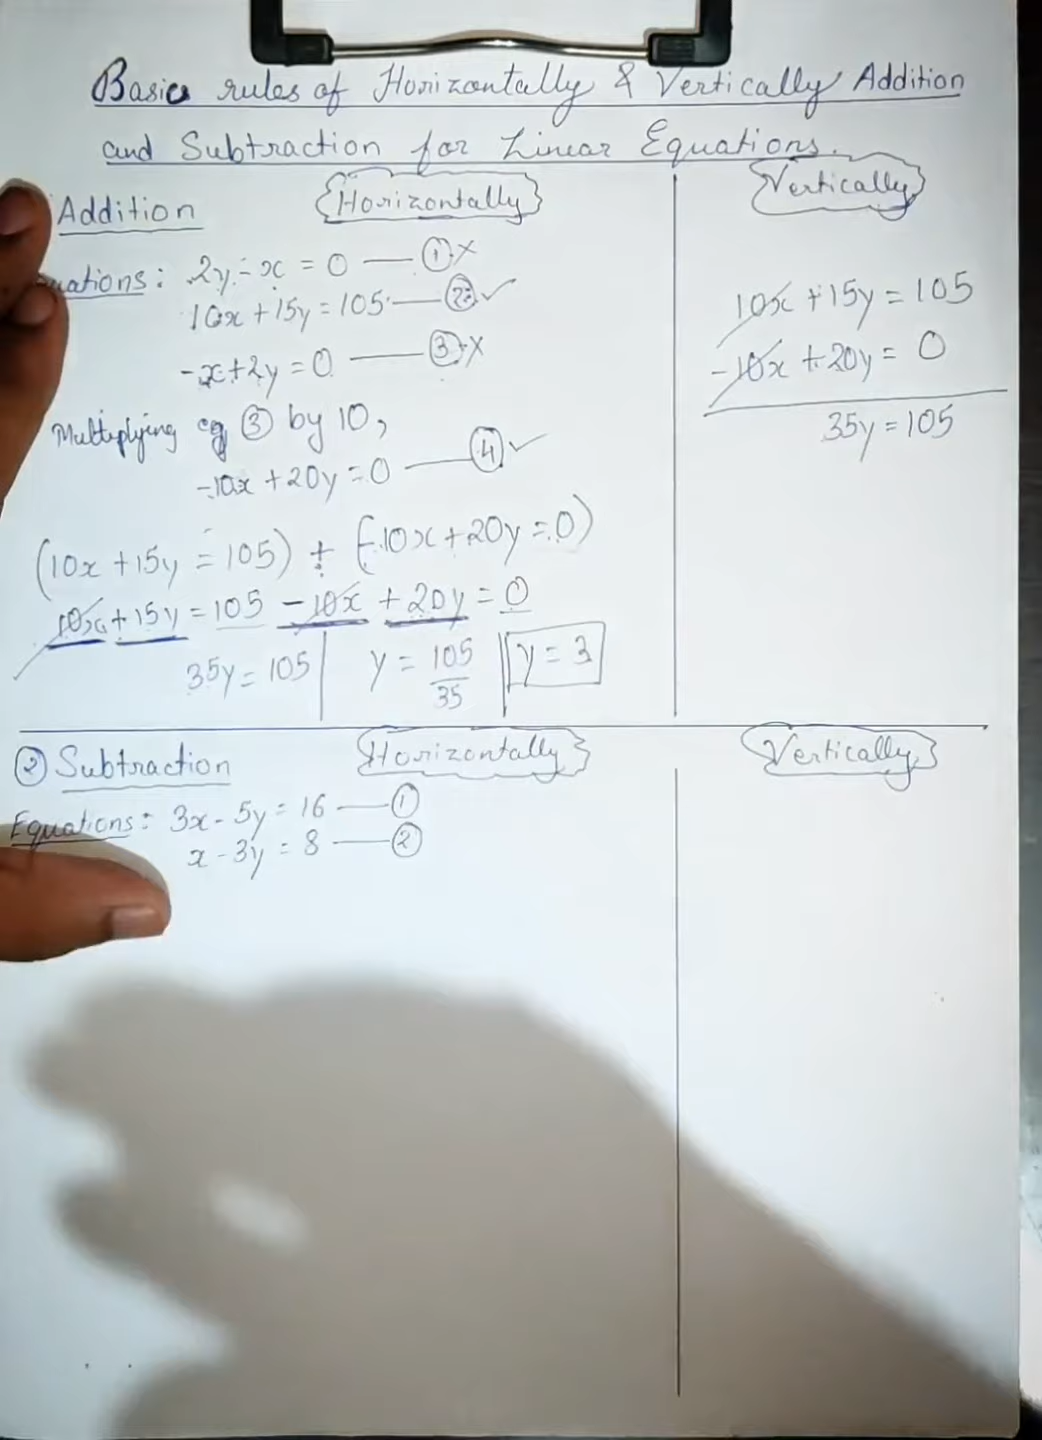 Basics rules of Horizontally & Vertically Addition
and Subtraction for Linear Equations.
Addition
Horizontally
uations: 2y - x = 0 — ① ×
10x + 15y = 105 — ② ✓
-x + 2y = 0 — ③ ×
Multiplying eq ③ by 10,
-10x + 20y = 0 — ④ ✓
(10x + 15y = 105) + (-10x + 20y = 0)
10x + 15y = 105 - 10x + 20y = 0
35y = 105 | y = 105/35 || y = 3
Vertically
10x + 15y = 105
-10x + 20y = 0
35y = 105
② Subtraction
Horizontally
Equations: 3x - 5y = 16 — ①
x - 3y = 8 — ②
Vertically